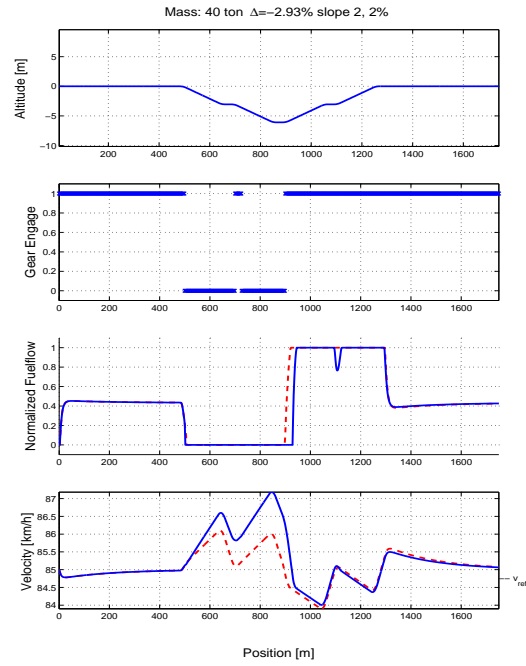 Mass: 40 ton Δ=−2.93% slope 2, 2%
Altitude [m]
5
0
−5
−10
200 400 600 800 1000 1200 1400 1600
Gear Engage
1
0.8
0.6
0.4
0.2
0
0 200 400 600 800 1000 1200 1400 1600
Normalized Fuelflow
1
0.8
0.6
0.4
0.2
0
0 200 400 600 800 1000 1200 1400 1600
Velocity [km/h]
87
86.5
86
85.5
85
84.5
84
v_ref
0 200 400 600 800 1000 1200 1400 1600
Position [m]